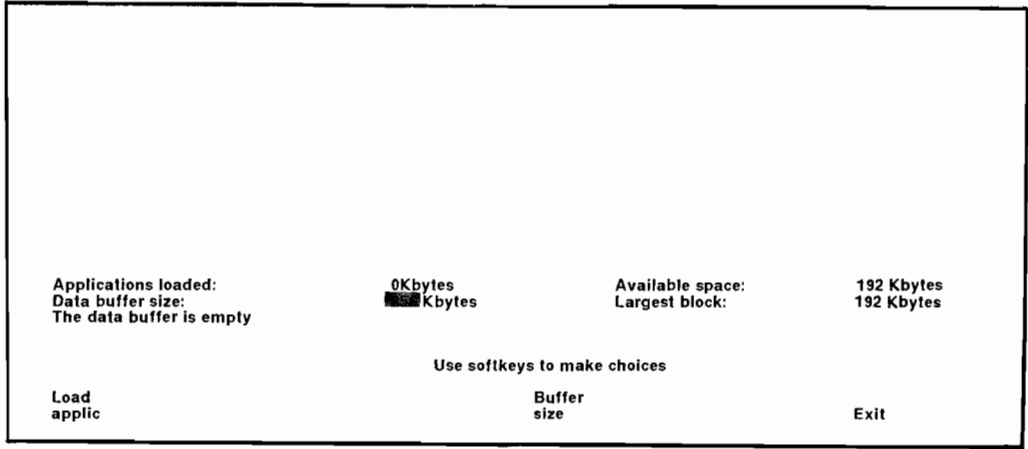 Applications loaded: 0Kbytes Available space: 192 Kbytes
Data buffer size: Kbytes Largest block: 192 Kbytes
The data buffer is empty
Use softkeys to make choices
Load Buffer
applic size Exit